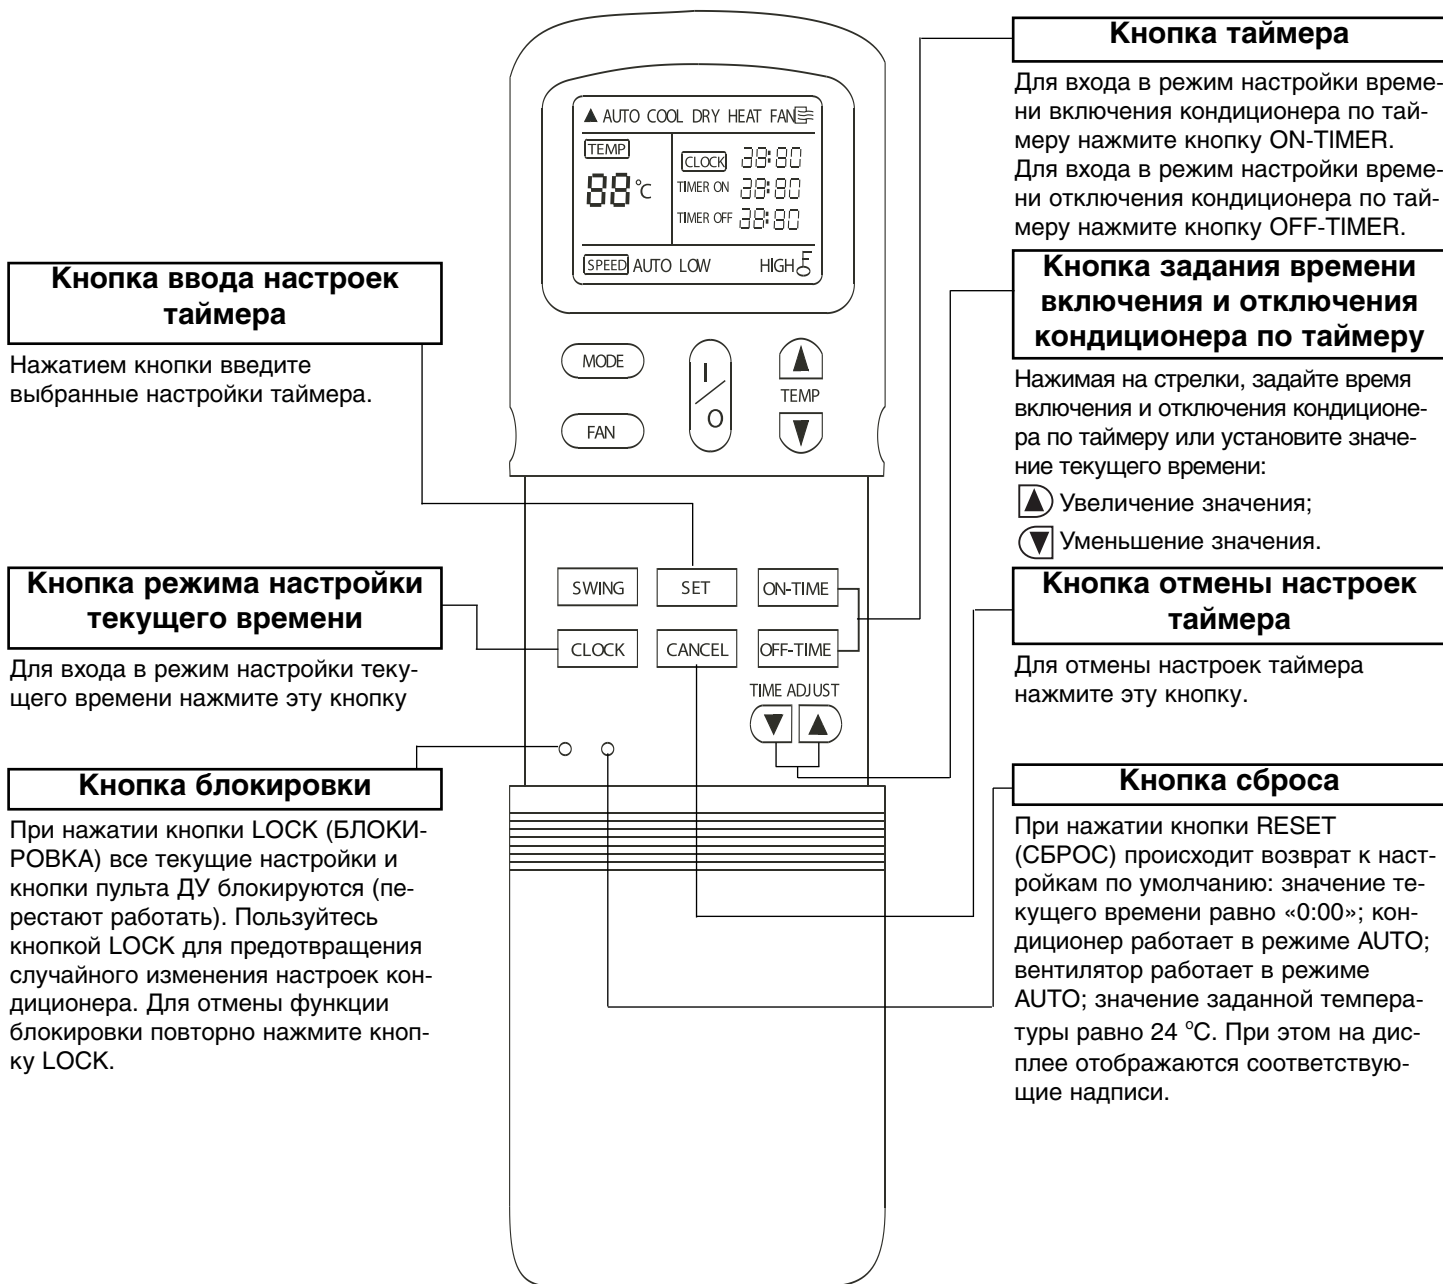 Кнопка ввода настроек
таймера
Нажатием кнопки введите
выбранные настройки таймера.
Кнопка режима настройки
текущего времени
Для входа в режим настройки теку-
щего времени нажмите эту кнопку
Кнопка блокировки
При нажатии кнопки LOCK (БЛОКИ-
РОВКА) все текущие настройки и
кнопки пульта ДУ блокируются (пе-
рестают работать). Пользуйтесь
кнопкой LOCK для предотвращения
случайного изменения настроек кон-
диционера. Для отмены функции
блокировки повторно нажмите кноп-
ку LOCK.
▲ AUTO COOL DRY HEAT FAN
TEMP
88 °C
CLOCK 38:80
TIMER ON 38:80
TIMER OFF 38:80
SPEED AUTO LOW HIGH
MODE
I/O
▲
TEMP
▼
FAN
SWING SET ON-TIME
CLOCK CANCEL OFF-TIME
TIME ADJUST
▼ ▲
Кнопка таймера
Для входа в режим настройки време-
ни включения кондиционера по тай-
меру нажмите кнопку ON-TIMER.
Для входа в режим настройки време-
ни отключения кондиционера по тай-
меру нажмите кнопку OFF-TIMER.
Кнопка задания времени
включения и отключения
кондиционера по таймеру
Нажимая на стрелки, задайте время
включения и отключения кондиционе-
ра по таймеру или установите значе-
ние текущего времени:
▲ Увеличение значения;
▼ Уменьшение значения.
Кнопка отмены настроек
таймера
Для отмены настроек таймера
нажмите эту кнопку.
Кнопка сброса
При нажатии кнопки RESET
(СБРОС) происходит возврат к наст-
ройкам по умолчанию: значение те-
кущего времени равно «0:00»; кон-
диционер работает в режиме AUTO;
вентилятор работает в режиме
AUTO; значение заданной темпера-
туры равно 24 °C. При этом на дис-
плее отображаются соответствую-
щие надписи.